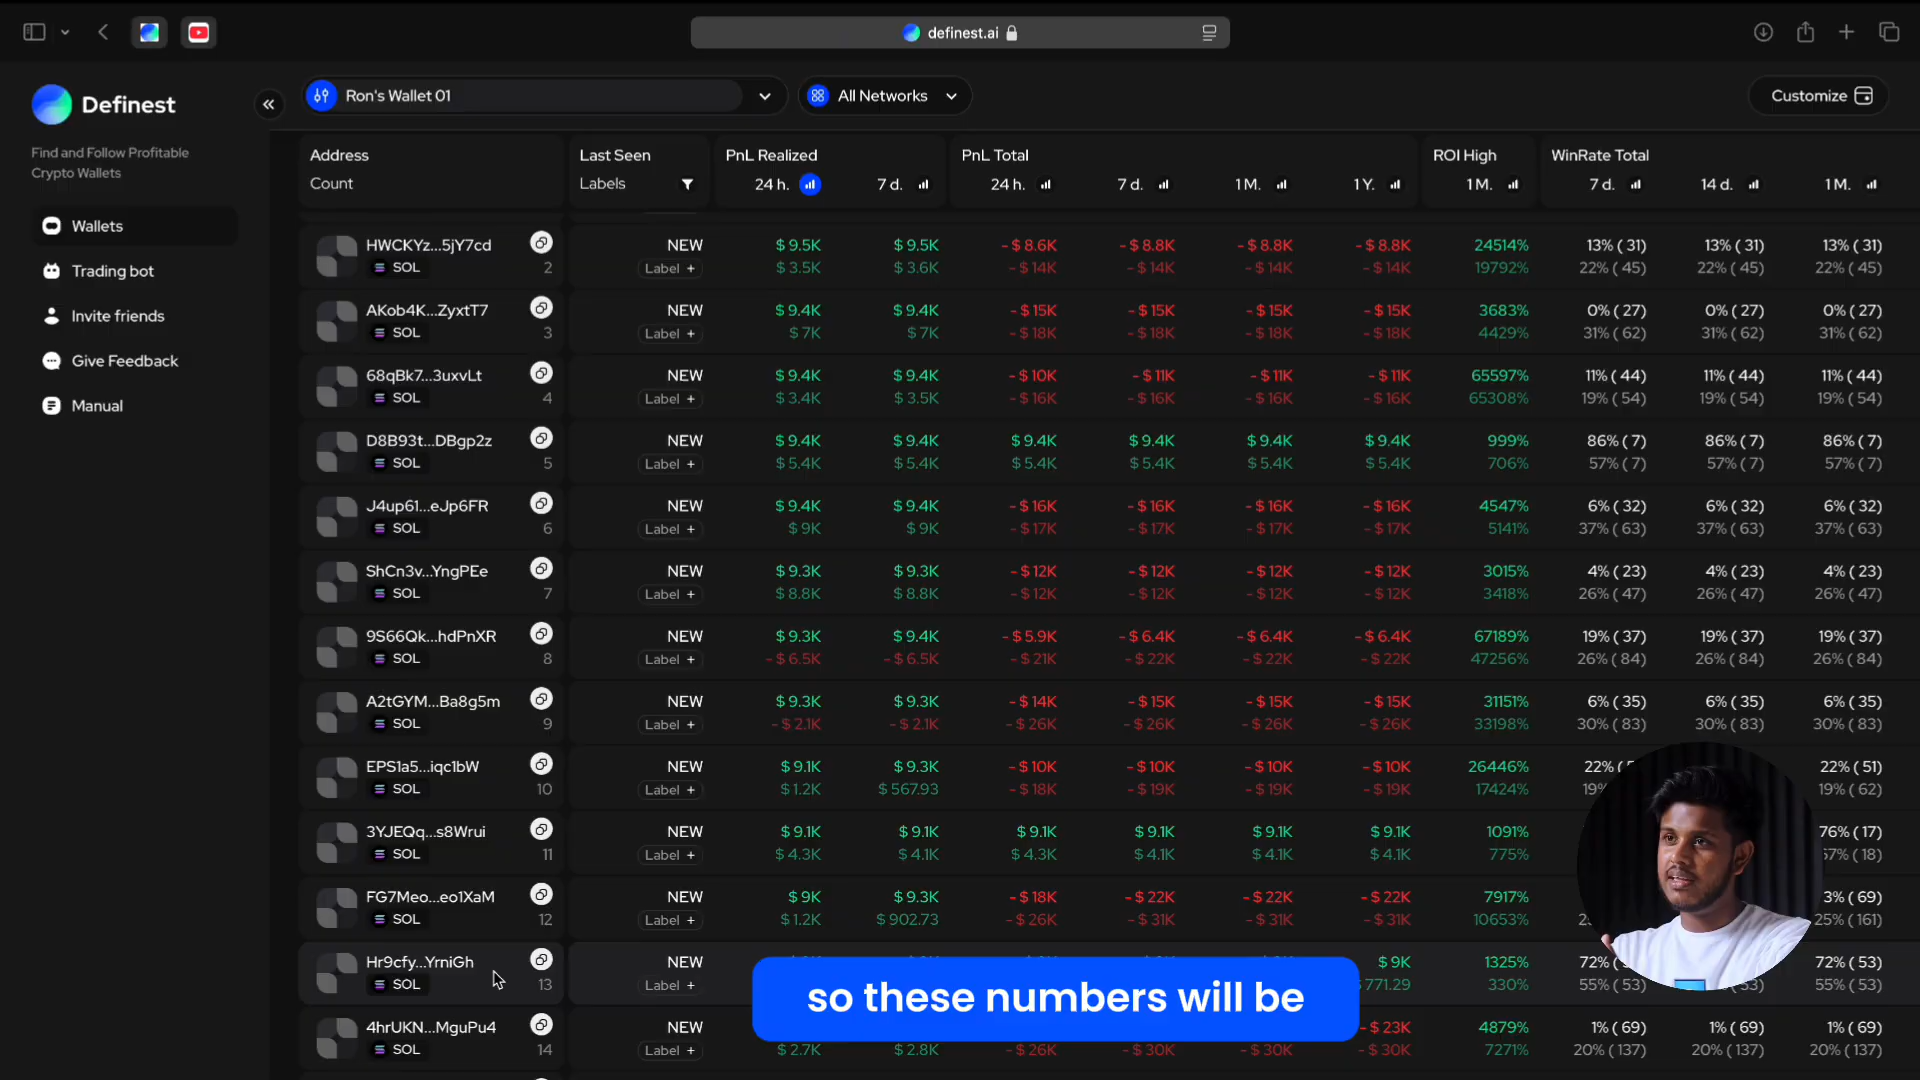 definest.ai
Definest
Find and Follow Profitable
Crypto Wallets
Wallets
Trading bot
Invite friends
Give Feedback
Manual
Ron's Wallet 01
All Networks
Customize
Address Last Seen PnL Realized PnL Total ROI High WinRate Total
Count Labels 24 h. 7 d. 24 h. 7 d. 1 M. 1 Y. 1 M. 7 d. 14 d. 1 M.
HWCKYz...5jY7cd NEW $ 9.5K $ 9.5K - $ 8.6K - $ 8.8K - $ 8.8K - $ 8.8K 24514% 13% ( 31) 13% ( 31) 13% ( 31)
SOL 2 Label + $ 3.5K $ 3.6K - $ 14K - $ 14K - $ 14K - $ 14K 19792% 22% ( 45) 22% ( 45) 22% ( 45)
AKob4K...ZyxtT7 NEW $ 9.4K $ 9.4K - $ 15K - $ 15K - $ 15K - $ 15K 3683% 0% ( 27) 0% ( 27) 0% ( 27)
SOL 3 Label + $ 7K $ 7K - $ 18K - $ 18K - $ 18K - $ 18K 4429% 31% ( 62) 31% ( 62) 31% ( 62)
68qBk7...3uxvLt NEW $ 9.4K $ 9.4K - $ 10K - $ 11K - $ 11K - $ 11K 65597% 11% ( 44) 11% ( 44) 11% ( 44)
SOL 4 Label + $ 3.4K $ 3.5K - $ 16K - $ 16K - $ 16K - $ 16K 65308% 19% ( 54) 19% ( 54) 19% ( 54)
D8B93t...DBgp2z NEW $ 9.4K $ 9.4K $ 9.4K $ 9.4K $ 9.4K $ 9.4K 999% 86% ( 7) 86% ( 7) 86% ( 7)
SOL 5 Label + $ 5.4K $ 5.4K $ 5.4K $ 5.4K $ 5.4K $ 5.4K 706% 57% ( 7) 57% ( 7) 57% ( 7)
J4up61...eJp6FR NEW $ 9.4K $ 9.4K - $ 16K - $ 16K - $ 16K - $ 16K 4547% 6% ( 32) 6% ( 32) 6% ( 32)
SOL 6 Label + $ 9K $ 9K - $ 17K - $ 17K - $ 17K - $ 17K 5141% 37% ( 63) 37% ( 63) 37% ( 63)
ShCn3v...YngPEe NEW $ 9.3K $ 9.3K - $ 12K - $ 12K - $ 12K - $ 12K 3015% 4% ( 23) 4% ( 23) 4% ( 23)
SOL 7 Label + $ 8.8K $ 8.8K - $ 12K - $ 12K - $ 12K - $ 12K 3418% 26% ( 47) 26% ( 47) 26% ( 47)
9S66Qk...hdPnXR NEW $ 9.3K $ 9.4K - $ 5.9K - $ 6.4K - $ 6.4K - $ 6.4K 67189% 19% ( 37) 19% ( 37) 19% ( 37)
SOL 8 Label + - $ 6.5K - $ 6.5K - $ 21K - $ 22K - $ 22K - $ 22K 47256% 26% ( 84) 26% ( 84) 26% ( 84)
A2tGYM...Ba8g5m NEW $ 9.3K $ 9.3K - $ 14K - $ 15K - $ 15K - $ 15K 31151% 6% ( 35) 6% ( 35) 6% ( 35)
SOL 9 Label + - $ 2.1K - $ 2.1K - $ 26K - $ 26K - $ 26K - $ 26K 33198% 30% ( 83) 30% ( 83) 30% ( 83)
EPS1a5...iqc1bW NEW $ 9.1K $ 9.3K - $ 10K - $ 10K - $ 10K - $ 10K 26446% 22% ( 22% ( 51)
SOL 10 Label + $ 1.2K $ 567.93 - $ 18K - $ 19K - $ 19K - $ 19K 17424% 19% 19% ( 62)
3YJEQq...s8Wrui NEW $ 9.1K $ 9.1K $ 9.1K $ 9.1K $ 9.1K $ 9.1K 1091% 76% ( 17)
SOL 11 Label + $ 4.3K $ 4.1K $ 4.3K $ 4.1K $ 4.1K $ 4.1K 775% 67% ( 18)
FG7Meo...eo1XaM NEW $ 9K $ 9.3K - $ 18K - $ 22K - $ 22K - $ 22K 7917% 3% ( 69)
SOL 12 Label + $ 1.2K $ 902.73 - $ 26K - $ 31K - $ 31K - $ 31K 10653% 25% ( 161)
Hr9cfy...YrniGh NEW $ 9K 1325% 72% ( 72% ( 53)
SOL 13 Label + 771.29 330% 55% ( 53) 53) 55% ( 53)
so these numbers will be
4hrUKN...MguPu4 NEW - $ 23K 4879% 1% ( 69) 1% ( 69) 1% ( 69)
SOL 14 Label + $ 2.7K $ 2.8K - $ 26K - $ 30K - $ 30K - $ 30K 7271% 20% ( 137) 20% ( 137) 20% ( 137)